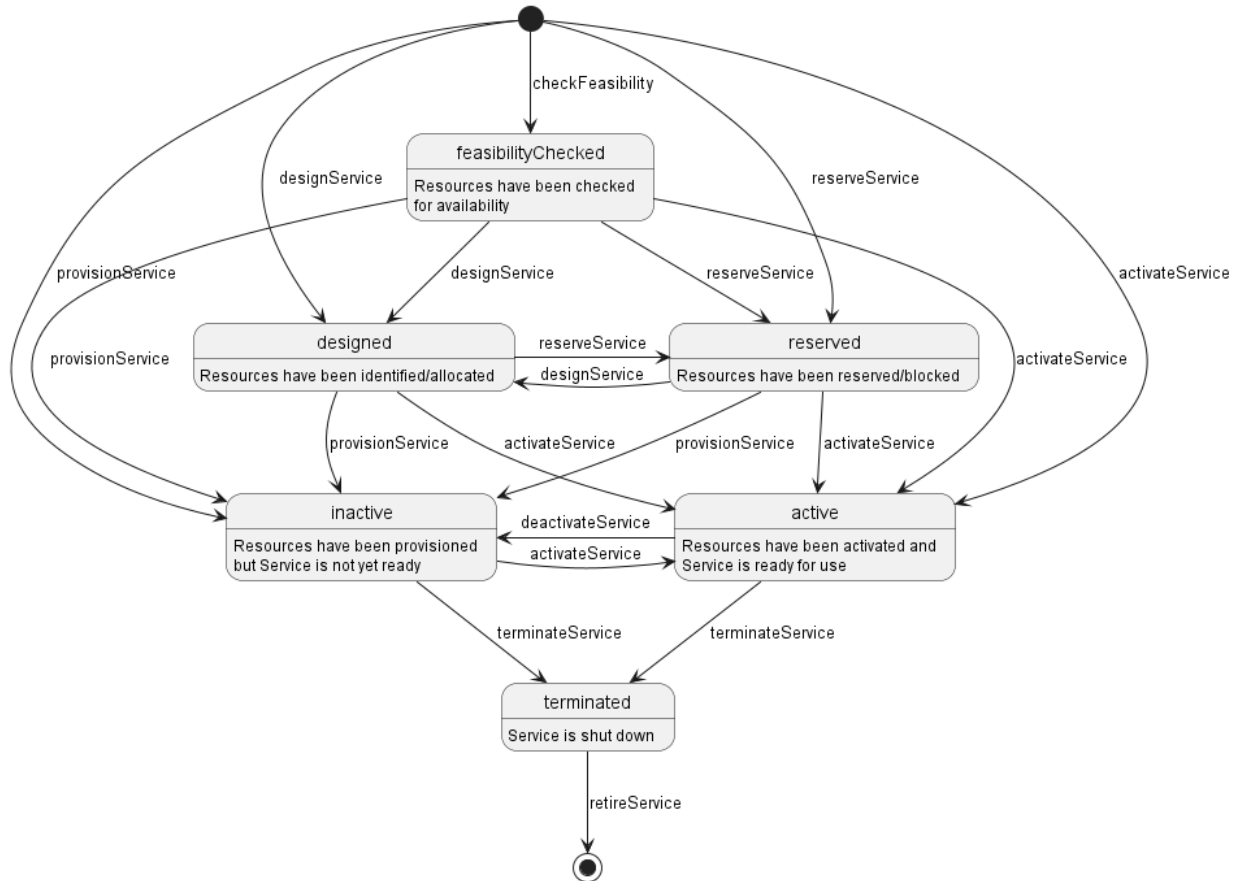 checkFeasibility
feasibilityChecked
Resources have been checked
for availability
designService
reserveService
provisionService
designService
reserveService
activateService
provisionService
activateService
designed
Resources have been identified/allocated
reserveService
designService
reserved
Resources have been reserved/blocked
provisionService
activateService
provisionService
activateService
inactive
Resources have been provisioned
but Service is not yet ready
deactivateService
activateService
active
Resources have been activated and
Service is ready for use
terminateService
terminateService
terminated
Service is shut down
retireService